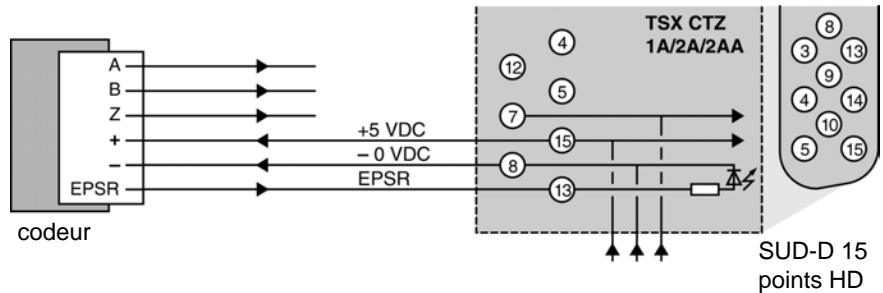 A
B
Z
+
–
EPSR
codeur
+5 VDC
– 0 VDC
EPSR
TSX CTZ
1A/2A/2AA
4
12
5
7
15
8
13
8
3
13
9
4
14
10
5
15
SUD-D 15
points HD